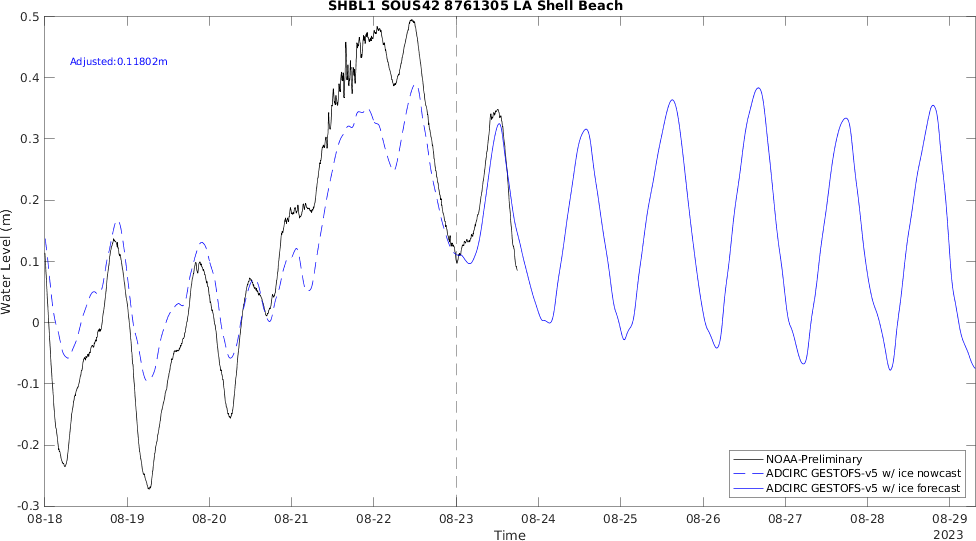 SHBL1 SOUS42 8761305 LA Shell Beach
Adjusted:0.11802m
Water Level (m)
0.5
0.4
0.3
0.2
0.1
0
-0.1
-0.2
-0.3
NOAA-Preliminary
ADCIRC GESTOFS-v5 w/ ice nowcast
ADCIRC GESTOFS-v5 w/ ice forecast
08-18 08-19 08-20 08-21 08-22 08-23 08-24 08-25 08-26 08-27 08-28 08-29
Time
2023